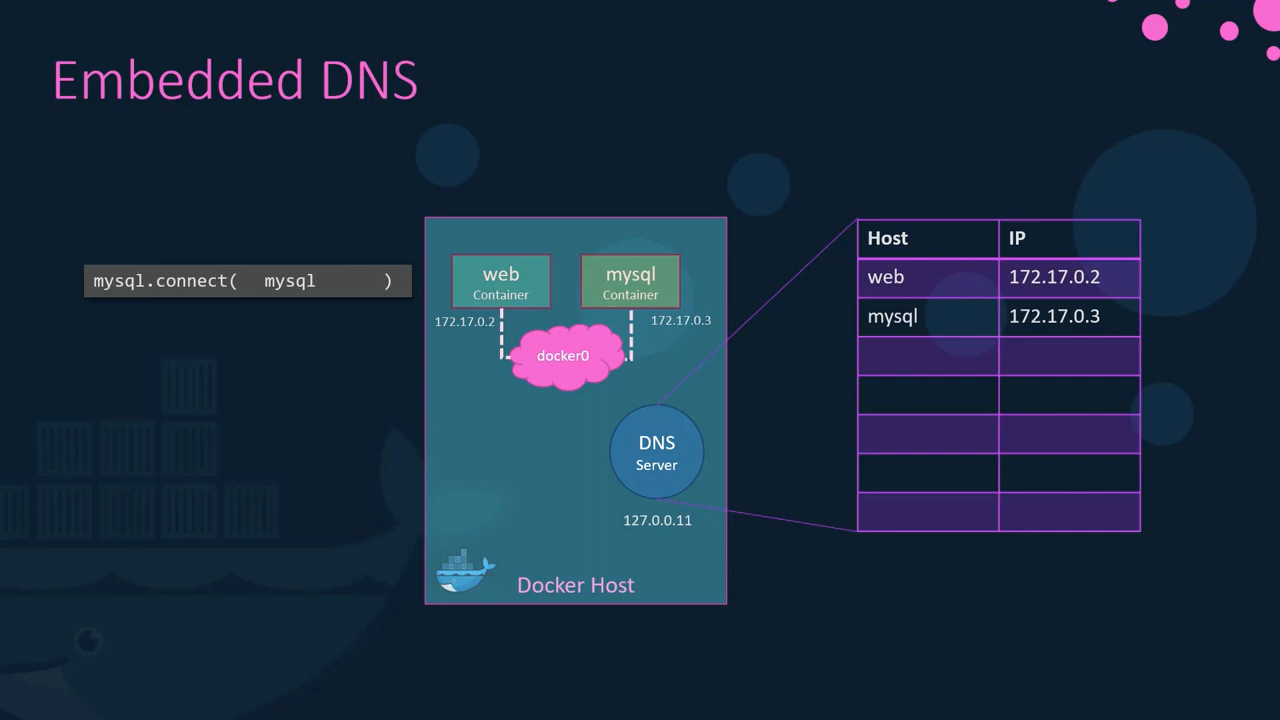 Embedded DNS
mysql.connect( mysql )
web
Container
mysql
Container
172.17.0.2
172.17.0.3
docker0
DNS
Server
127.0.0.11
Docker Host
Host IP
web 172.17.0.2
mysql 172.17.0.3